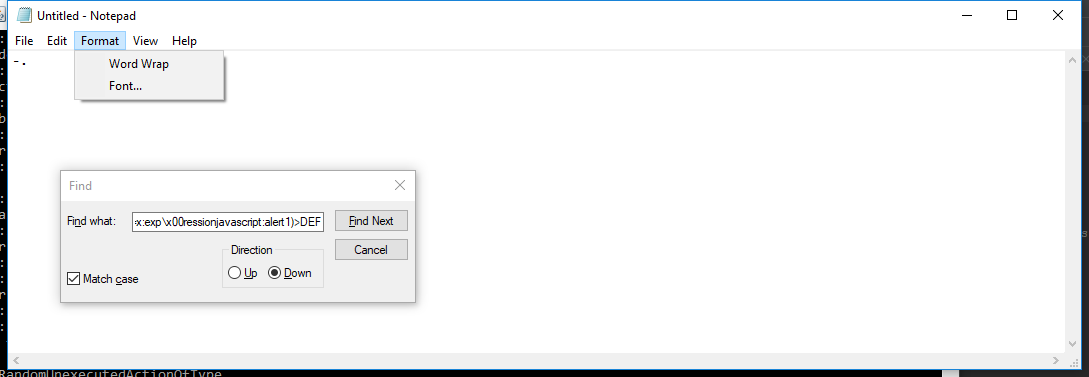 Untitled - Notepad
File Edit Format View Help
-.
Word Wrap
Font...
Find
Find what: -x:exp\x00ressionjavascript:alert1)>DEF Find Next
Direction Cancel
Up Down
Match case
RandomUnexecutedActionOfType